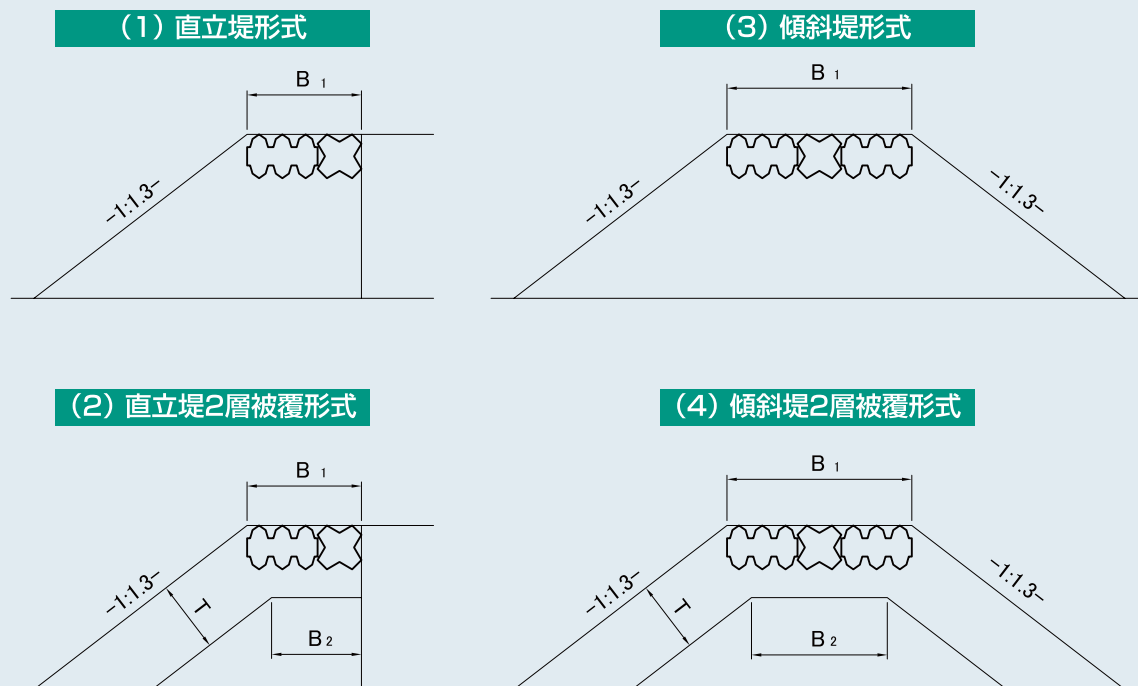 (1) 直立堤形式
B 1
-1:1.3-
(3) 傾斜堤形式
B 1
-1:1.3-
-1:1.3-
(2) 直立堤2層被覆形式
B 1
-1:1.3-
T
B 2
(4) 傾斜堤2層被覆形式
B 1
-1:1.3-
-1:1.3-
T
B 2